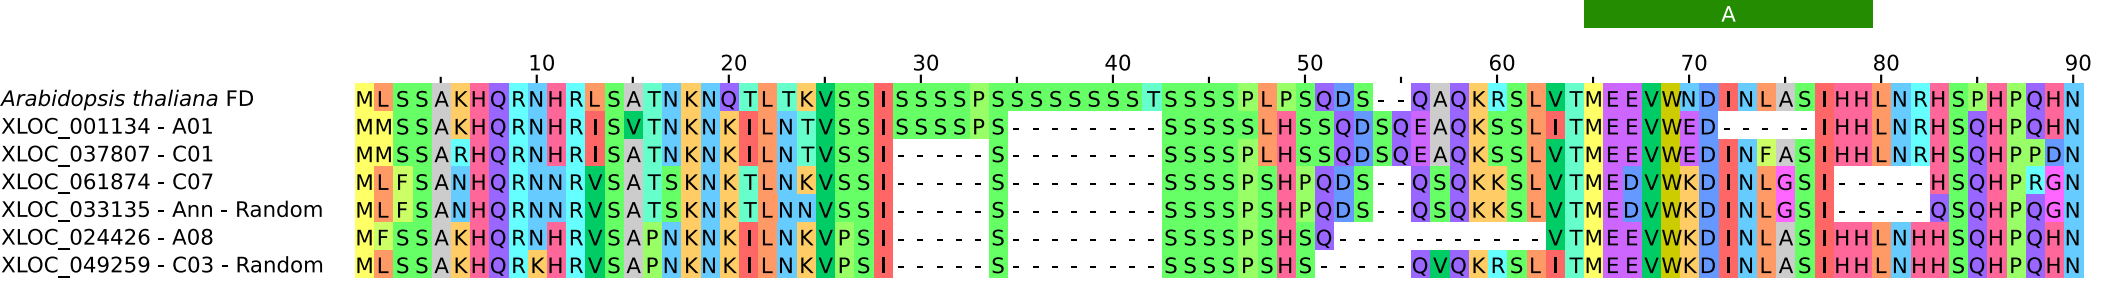 A
10 20 30 40 50 60 70 80 90
Arabidopsis thaliana FD MLSSAKHQRNHRLSATNKNQTLTKVSSISSSSPSSSSSSSSTSSSSPLPSQDS--QAQKRSLVTMEEVWNDINLASIHHLNRHSPHPQHN
XLOC_001134 - A01 MMSSAKHQRNHRISVTNKNKILNTVSSISSSSPS--------SSSSSLHSSQDSQEAQKSSLITMEEVWED-----IHHLNRHSQHPQHN
XLOC_037807 - C01 MMSSARHQRNHRISATNKNKILNTVSSI-----S--------SSSSPLHSSQDSQEAQKSSLVTMEEVWEDINFASIHHLNRHSQHPPDN
XLOC_061874 - C07 MLFSANHQRNNRVSATSKNKTLNKVSSI-----S--------SSSSPSHPQDS--QSQKKSLVTMEDVWKDINLGSI-----HSQHPRGN
XLOC_033135 - Ann - Random MLFSANHQRNNRVSATSKNKTLNNVSSI-----S--------SSSSPSHPQDS--QSQKKSLVTMEDVWKDINLGSI-----QSQHPQGN
XLOC_024426 - A08 MFSSAKHQRNHRVSAPNKNKILNKVPSI-----S--------SSSSPSHSQ-----------VTMEEVWKDINLASIHHLNHHSQHPQHN
XLOC_049259 - C03 - Random MLSSAKHQRKHRVSAPNKNKILNKVPSI-----S--------SSSSPSHS-----QVQKRSLITMEEVWKDINLASIHHLNHHSQHPQHN